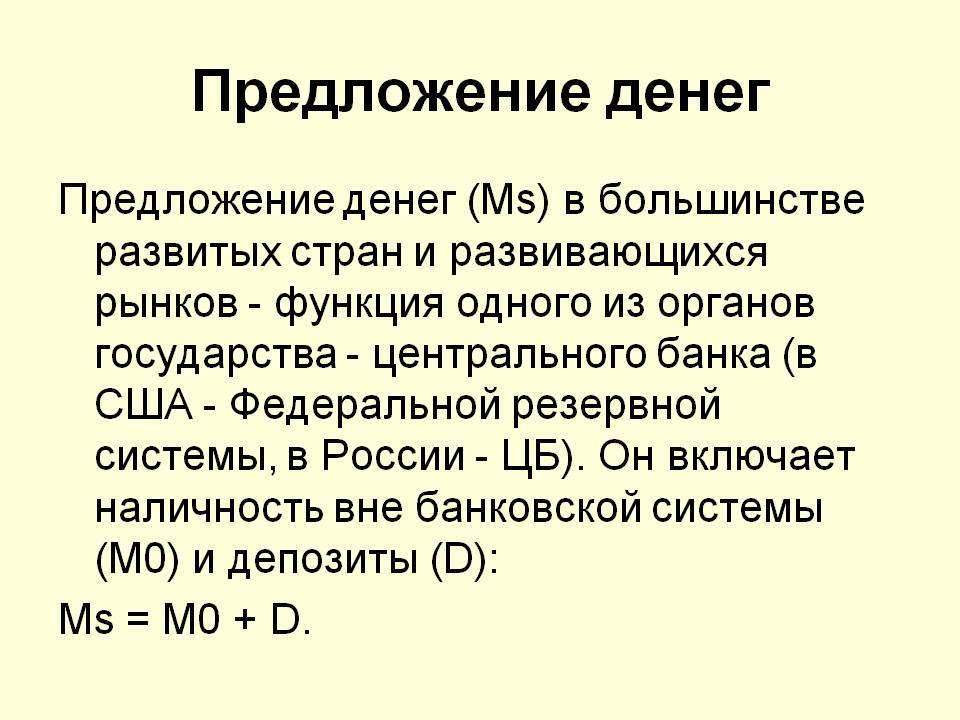 Предложение денег
Предложение денег (Ms) в большинстве
развитых стран и развивающихся
рынков - функция одного из органов
государства - центрального банка (в
США - Федеральной резервной
системы, в России - ЦБ). Он включает
наличность вне банковской системы
(М0) и депозиты (D):
Ms = M0 + D.